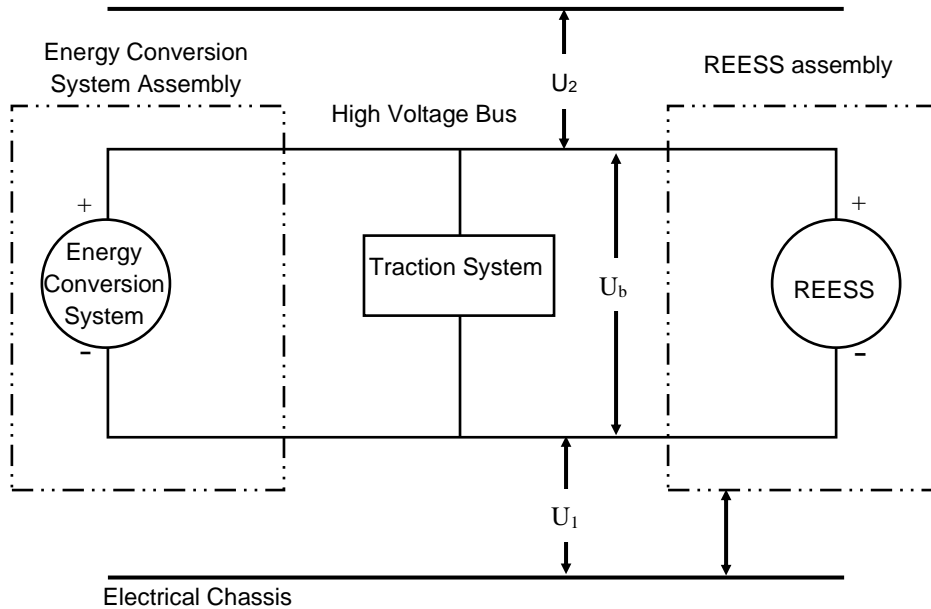 Energy Conversion
System Assembly
U₂
REESS assembly
High Voltage Bus
+
+
Energy
Conversion
System
Traction System
U_b
REESS
-
-
U₁
Electrical Chassis